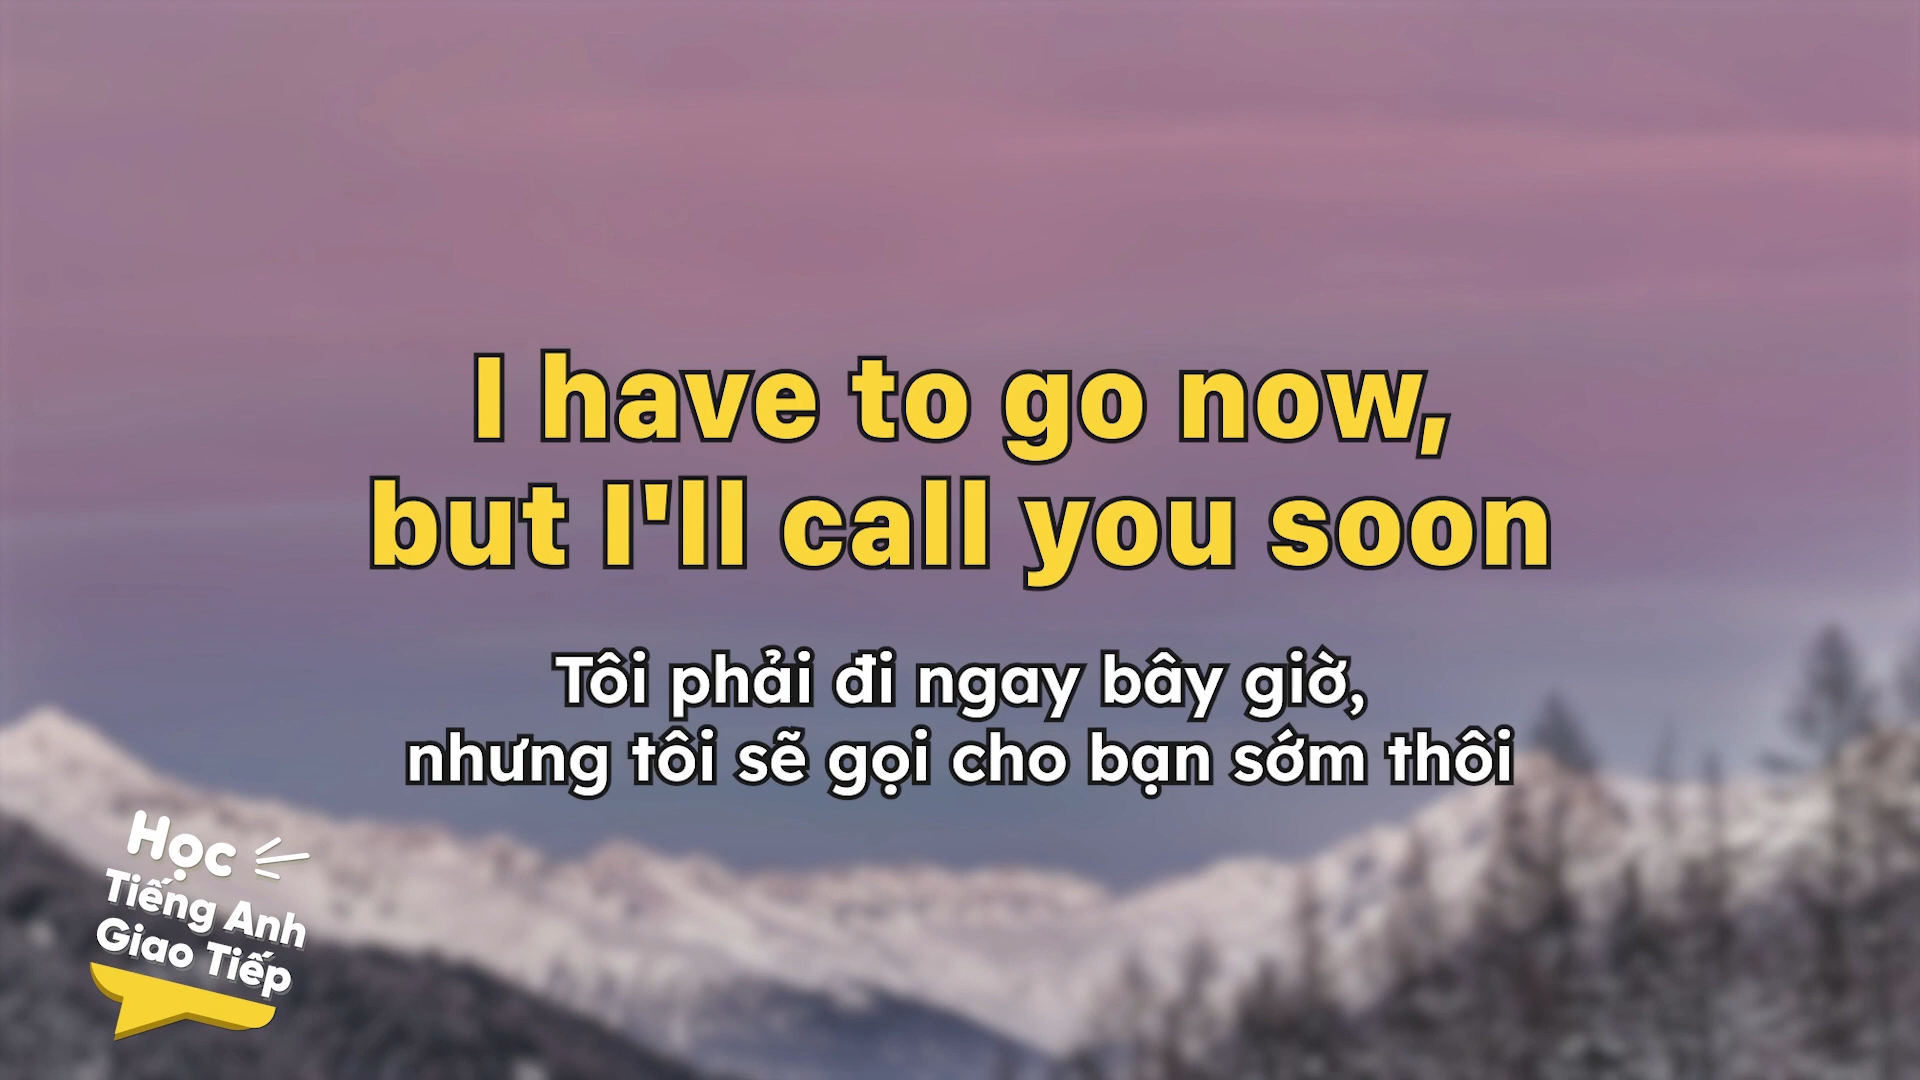 I have to go now,
but I'll call you soon
Tôi phải đi ngay bây giờ,
nhưng tôi sẽ gọi cho bạn sớm thôi
Học
Tiếng Anh
Giao Tiếp